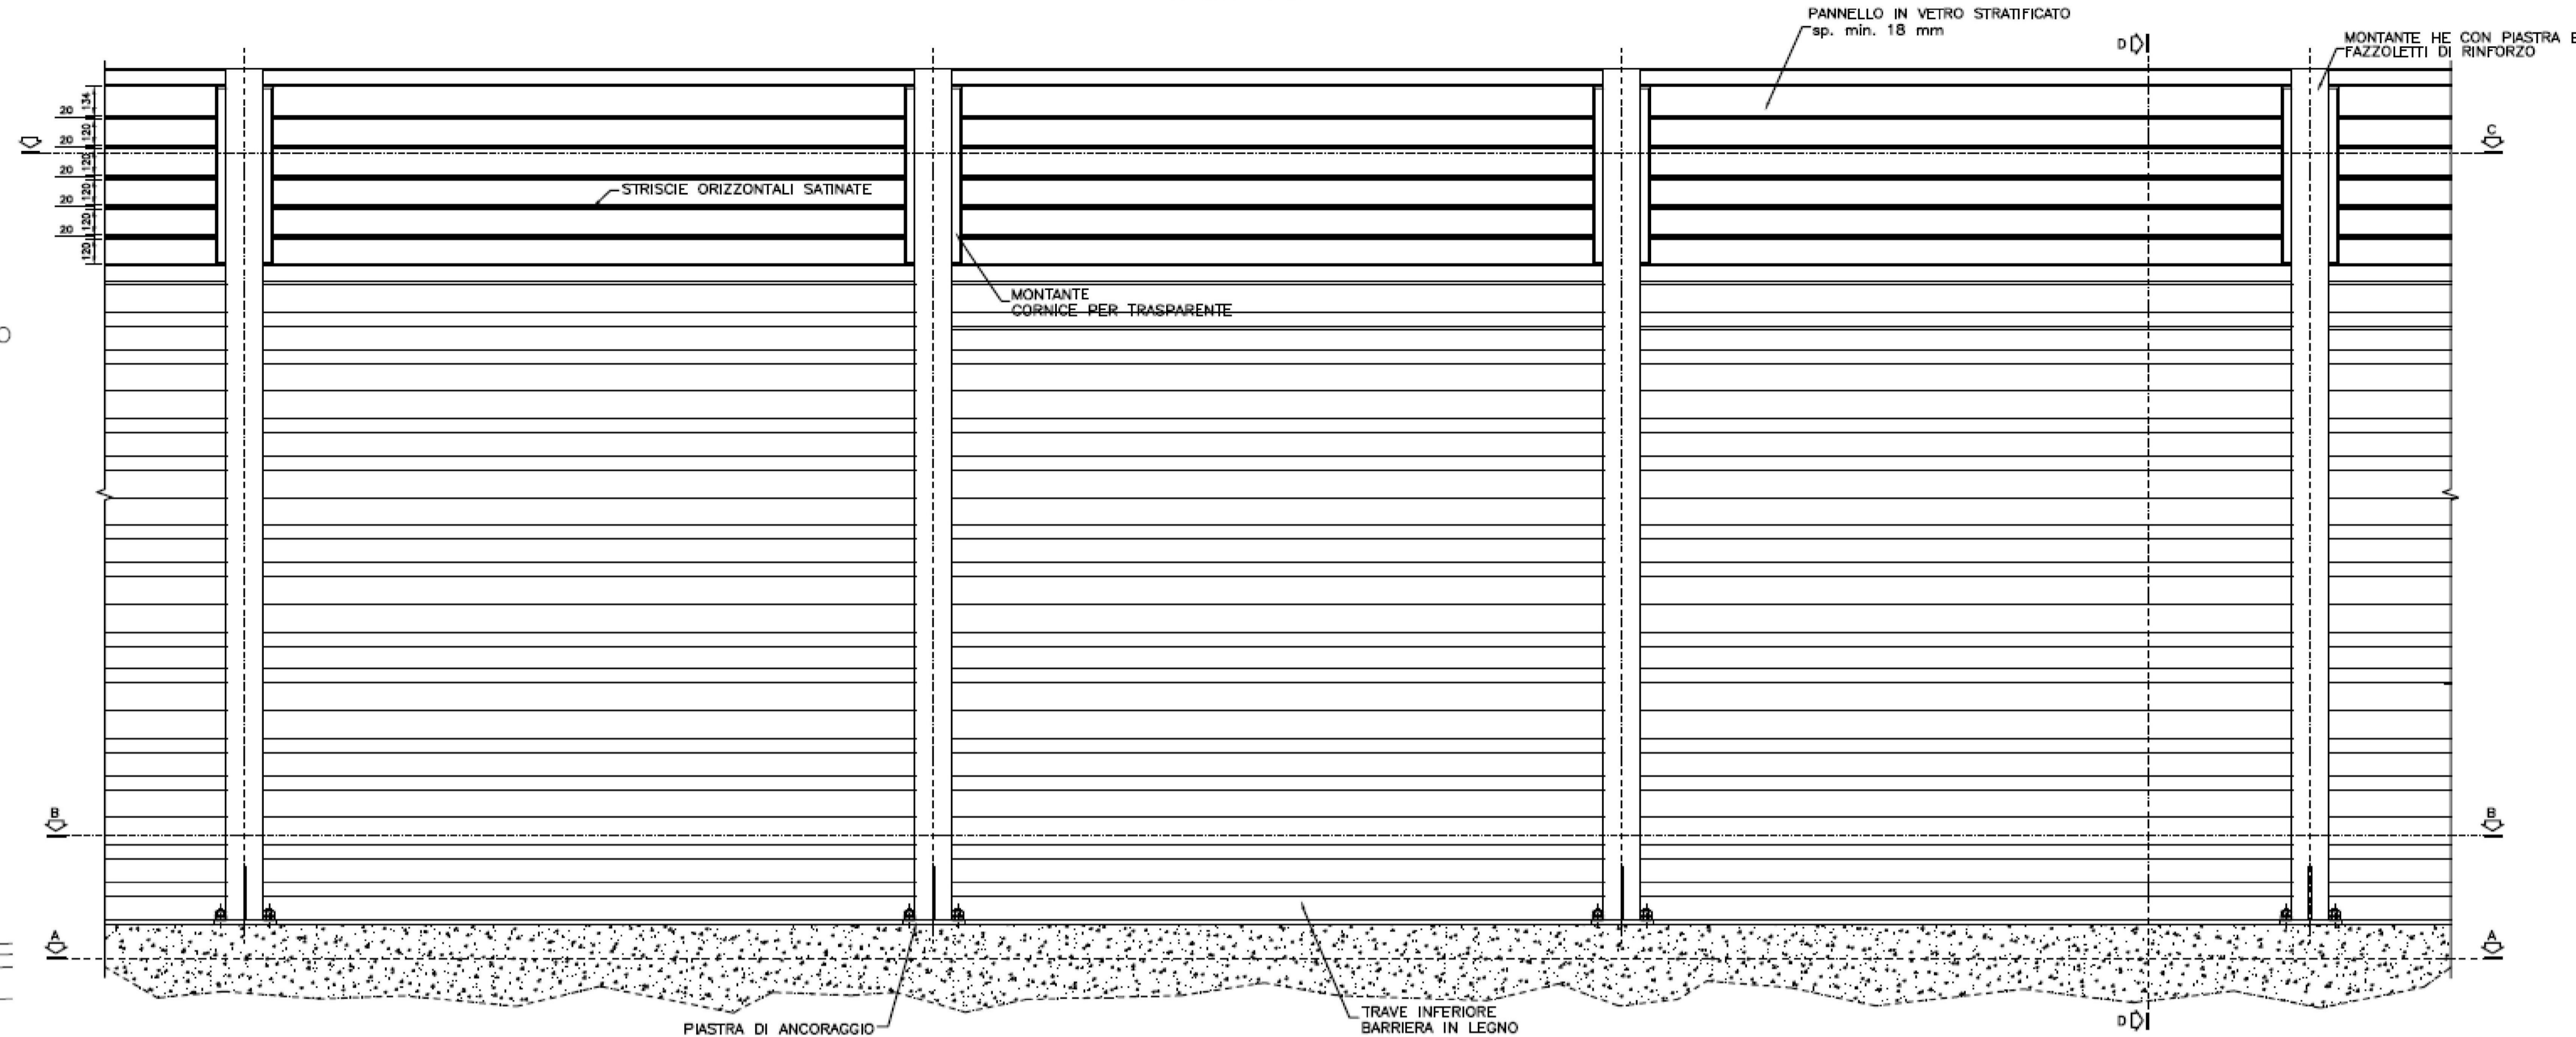 PANNELLO IN VETRO STRATIFICATO
sp. min. 18 mm
D
MONTANTE HE CON PIASTRA E
FAZZOLETTI DI RINFORZO
134
20
120
20
120
20
120
20
120
20
120
C
STRISCIE ORIZZONTALI SATINATE
MONTANTE
CORNICE PER TRASPARENTE
O
B
B
A
A
PIASTRA DI ANCORAGGIO
TRAVE INFERIORE
BARRIERA IN LEGNO
D